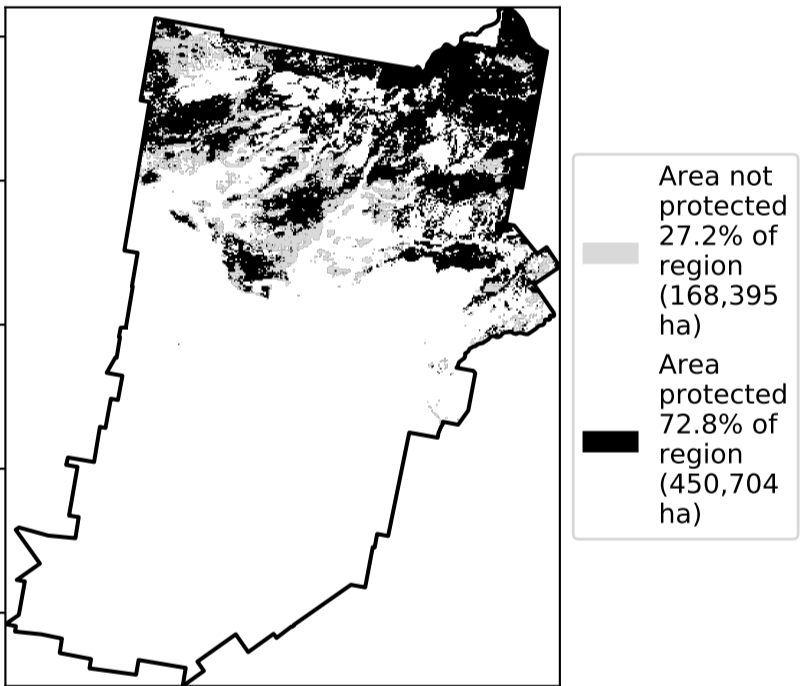 Area not
protected
27.2% of
region
(168,395
ha)
Area
protected
72.8% of
region
(450,704
ha)